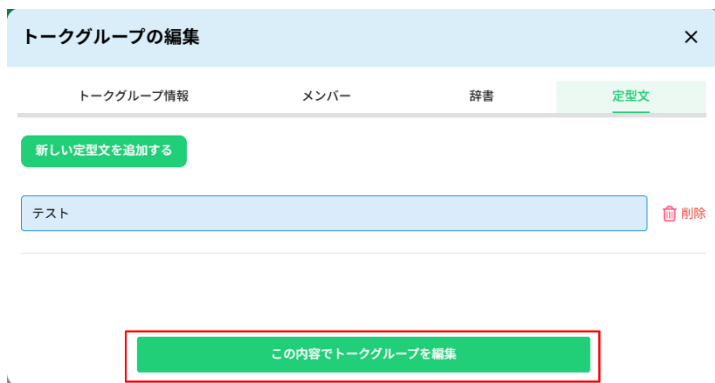 トークグループの編集
トークグループ情報 メンバー 辞書 定型文
新しい定型文を追加する
テスト 削除
この内容でトークグループを編集